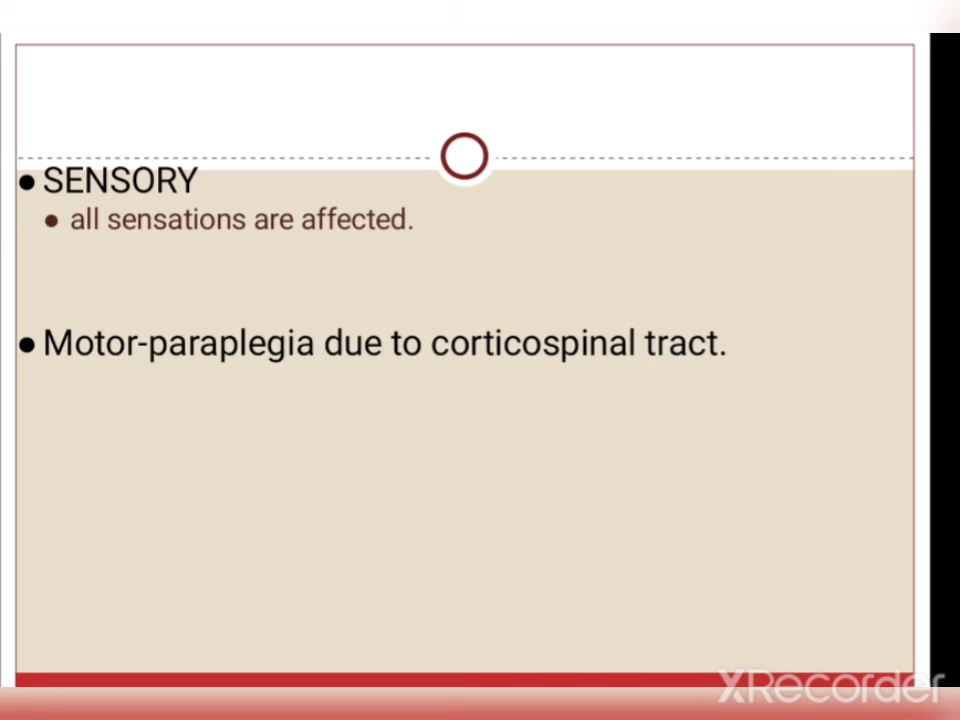 ● SENSORY
● all sensations are affected.
● Motor-paraplegia due to corticospinal tract.
XRecorder